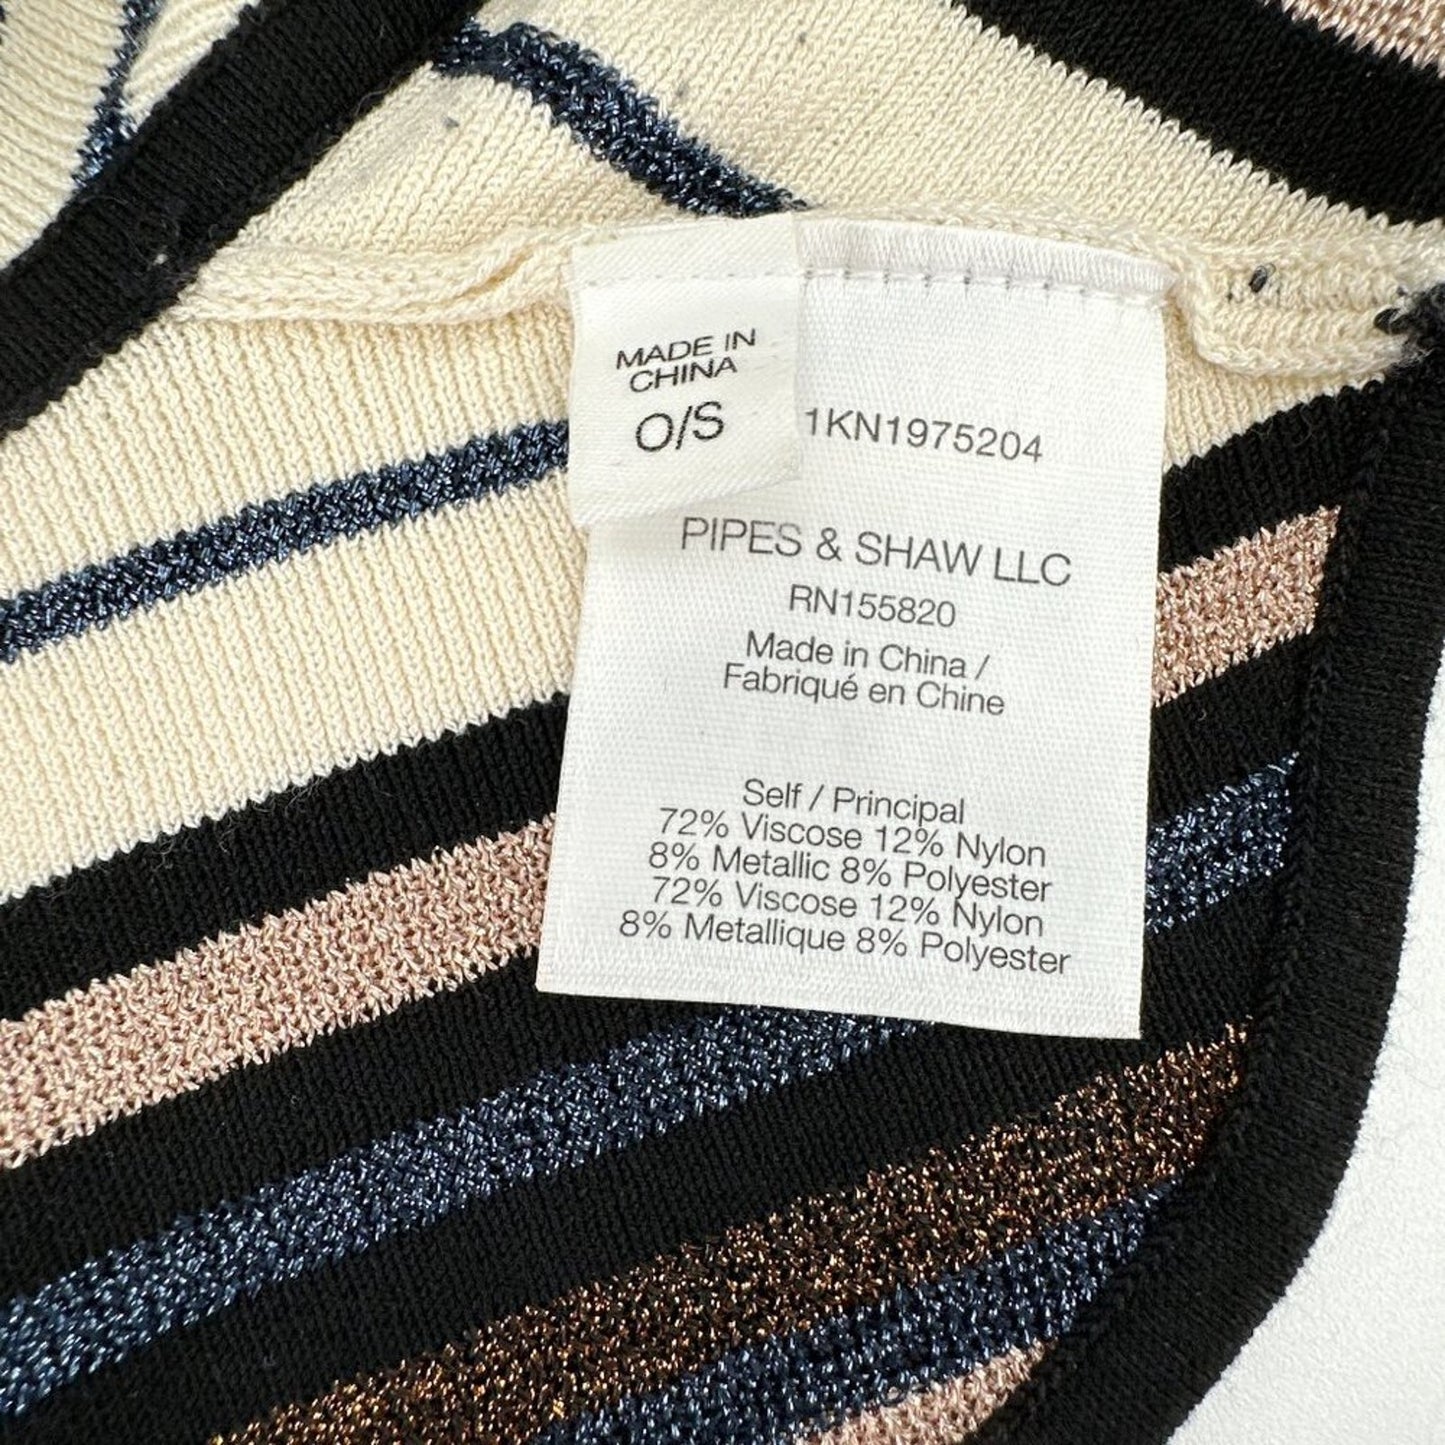 MADE IN
CHINA
O/S
1KN1975204
PIPES & SHAW LLC
RN155820
Made in China /
Fabriqué en Chine
Self / Principal
72% Viscose 12% Nylon
8% Metallic 8% Polyester
72% Viscose 12% Nylon
8% Metallique 8% Polyester